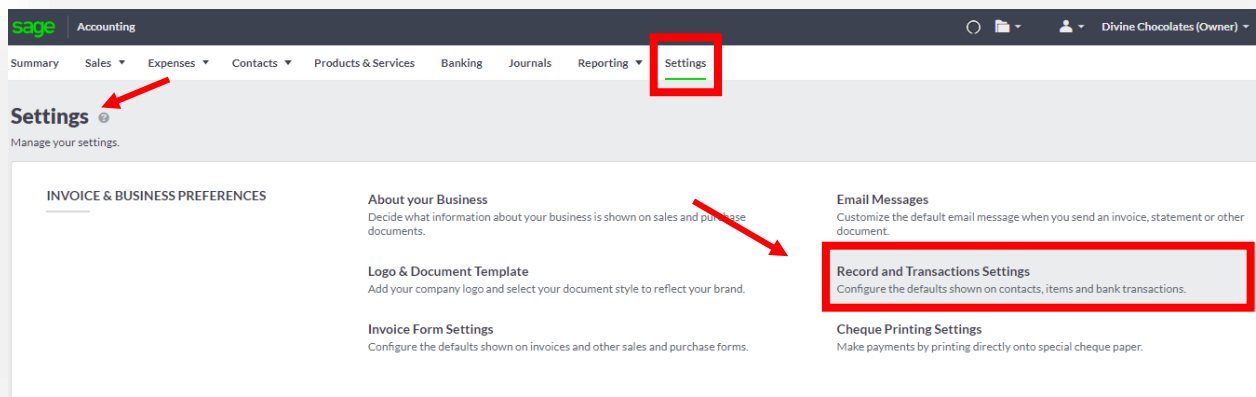 sage Accounting Divine Chocolates (Owner)
Summary Sales Expenses Contacts Products & Services Banking Journals Reporting Settings
Settings
Manage your settings.
INVOICE & BUSINESS PREFERENCES
About your Business
Decide what information about your business is shown on sales and purchase
documents.
Logo & Document Template
Add your company logo and select your document style to reflect your brand.
Invoice Form Settings
Configure the defaults shown on invoices and other sales and purchase forms.
Email Messages
Customize the default email message when you send an invoice, statement or other
document.
Record and Transactions Settings
Configure the defaults shown on contacts, items and bank transactions.
Cheque Printing Settings
Make payments by printing directly onto special cheque paper.